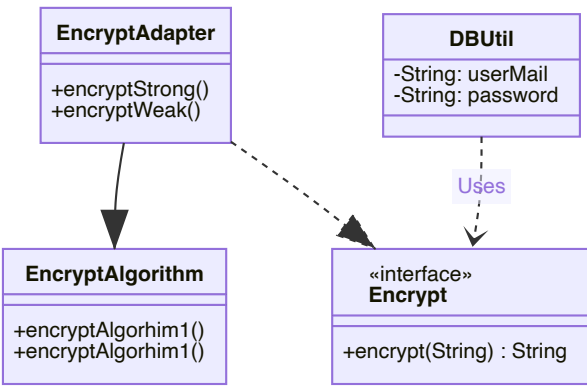 EncryptAdapter
+encryptStrong()
+encryptWeak()
DBUtil
-String: userMail
-String: password
Uses
EncryptAlgorithm
+encryptAlgorhim1()
+encryptAlgorhim1()
«interface»
Encrypt
+encrypt(String) : String